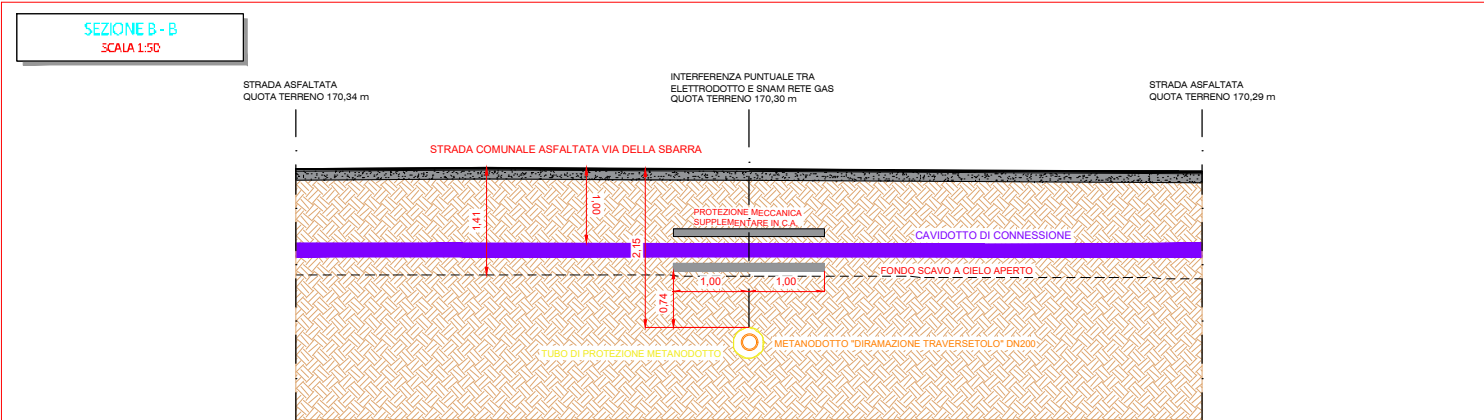 SEZIONE B - B
SCALA 1:50
STRADA ASFALTATA
QUOTA TERRENO 170,34 m
INTERFERENZA PUNTUALE TRA
ELETTRODOTTO E SNAM RETE GAS
QUOTA TERRENO 170,30 m
STRADA ASFALTATA
QUOTA TERRENO 170,29 m
STRADA COMUNALE ASFALTATA VIA DELLA SBARRA
1,41
1,00
2,15
PROTEZIONE MECCANICA
SUPPLEMENTARE IN C.A.
CAVIDOTTO DI CONNESSIONE
FONDO SCAVO A CIELO APERTO
1,00
1,00
0,74
TUBO DI PROTEZIONE METANODOTTO
METANODOTTO "DIRAMAZIONE TRAVERSETOLO" DN200